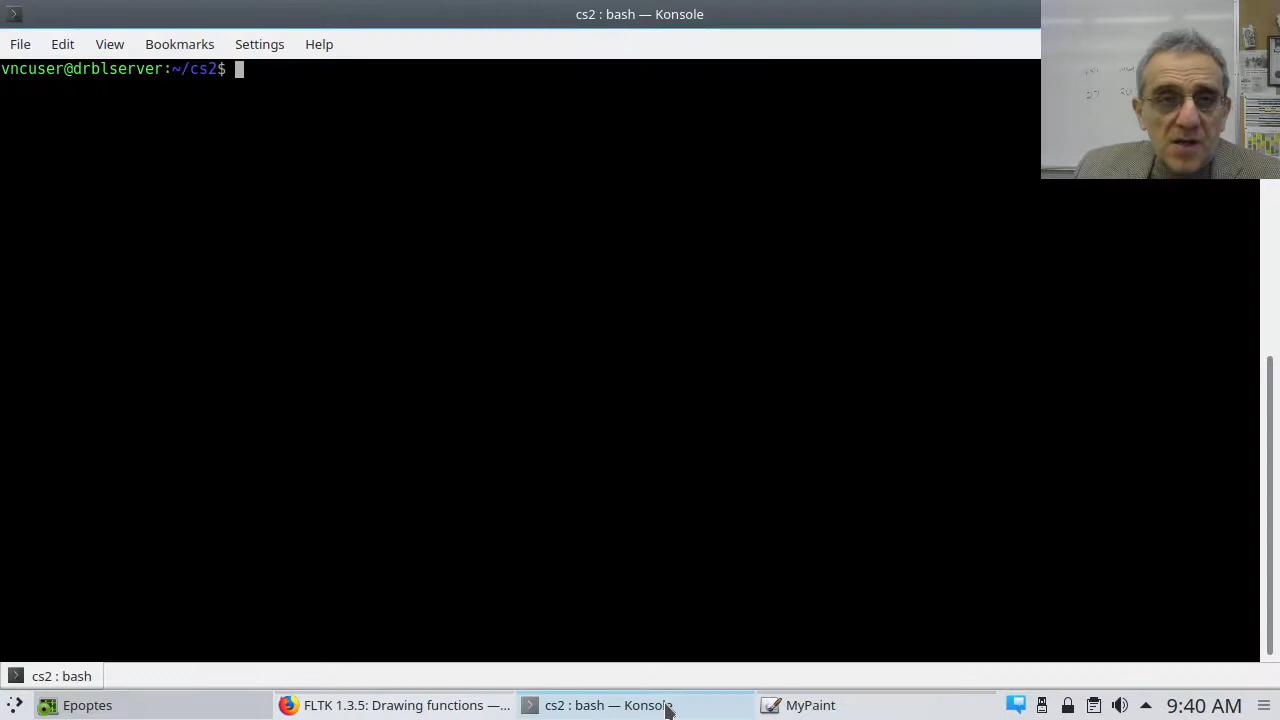 cs2 : bash — Konsole
File Edit View Bookmarks Settings Help
vncuser@drblserver:~/cs2$
cs2 : bash
Epoptes FLTK 1.3.5: Drawing functions —... cs2 : bash — Konsole MyPaint 9:40 AM